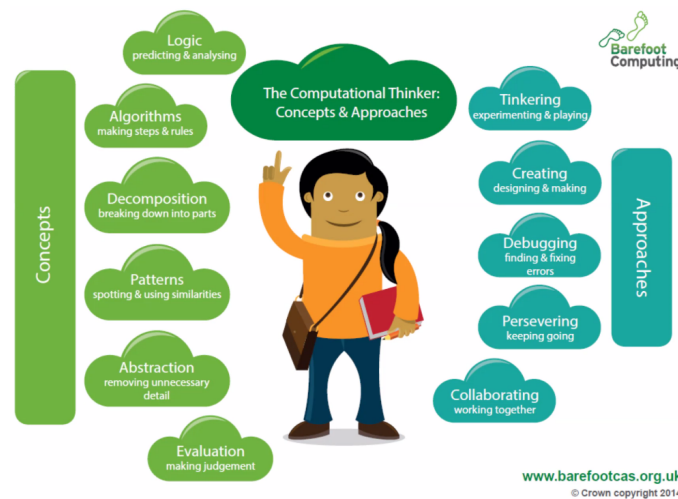 Barefoot
Computing
The Computational Thinker:
Concepts & Approaches
Concepts
Logic
predicting & analysing
Algorithms
making steps & rules
Decomposition
breaking down into parts
Patterns
spotting & using similarities
Abstraction
removing unnecessary
detail
Evaluation
making judgement
Tinkering
experimenting & playing
Creating
designing & making
Debugging
finding & fixing
errors
Persevering
keeping going
Collaborating
working together
Approaches
www.barefootcas.org.uk
© Crown copyright 2014